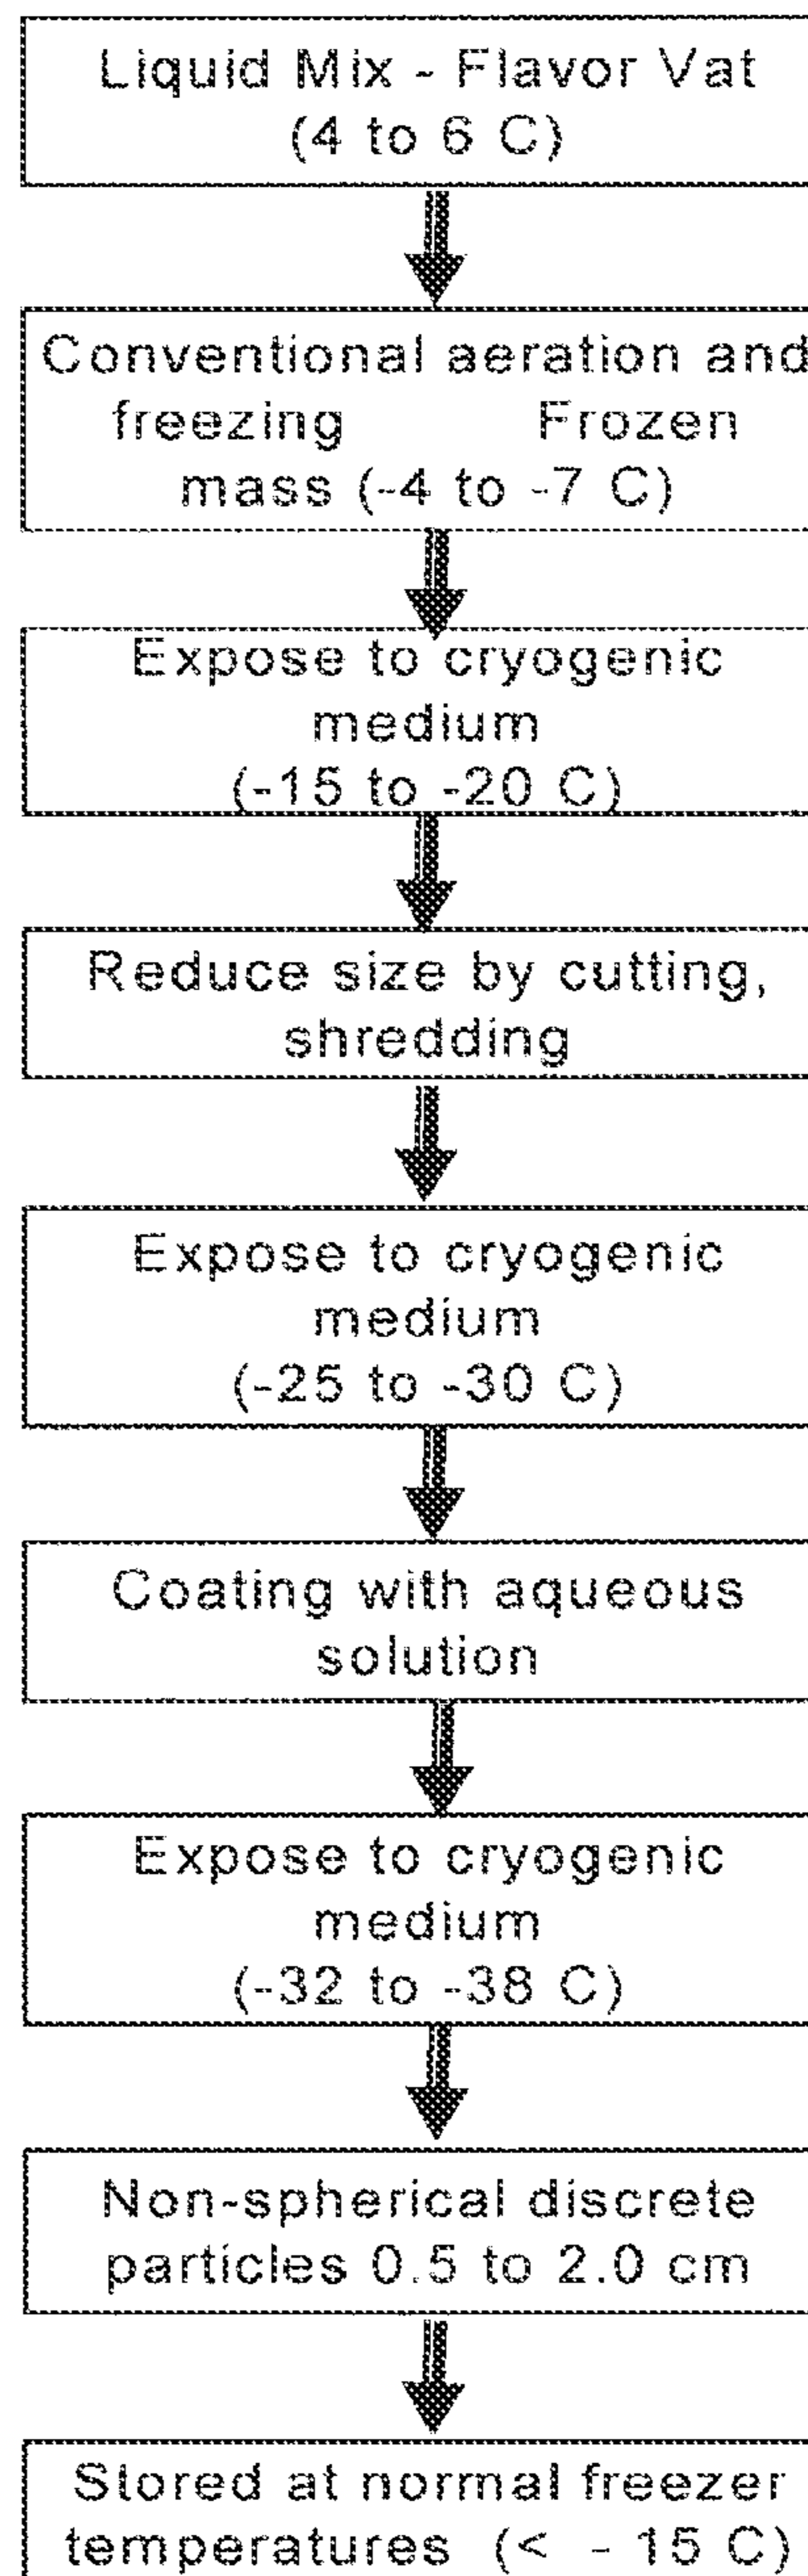 Liquid Mix - Flavor Vat
(4 to 6 C)
Conventional aeration and
freezing Frozen
mass (-4 to -7 C)
Expose to cryogenic
medium
(-15 to -20 C)
Reduce size by cutting,
shredding
Expose to cryogenic
medium
(-25 to -30 C)
Coating with aqueous
solution
Expose to cryogenic
medium
(-32 to -38 C)
Non-spherical discrete
particles 0.5 to 2.0 cm
Stored at normal freezer
temperatures (< - 15 C)